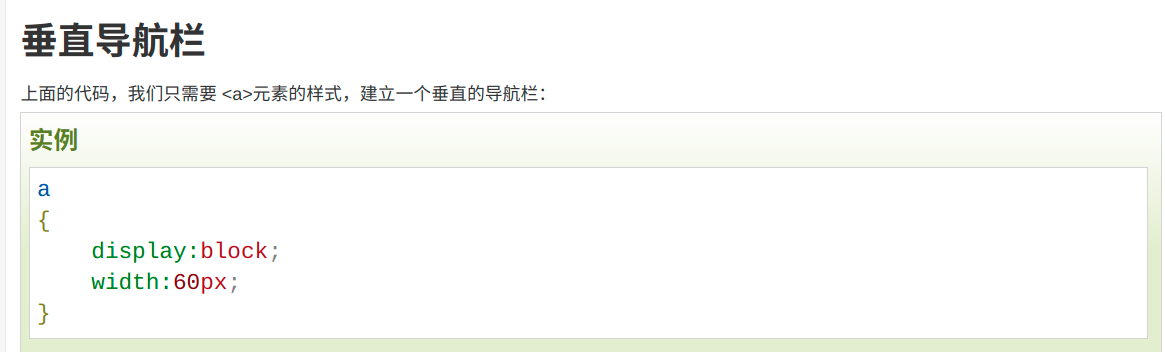 垂直导航栏
上面的代码，我们只需要 <a>元素的样式，建立一个垂直的导航栏：
实例
a
{
    display:block;
    width:60px;
}